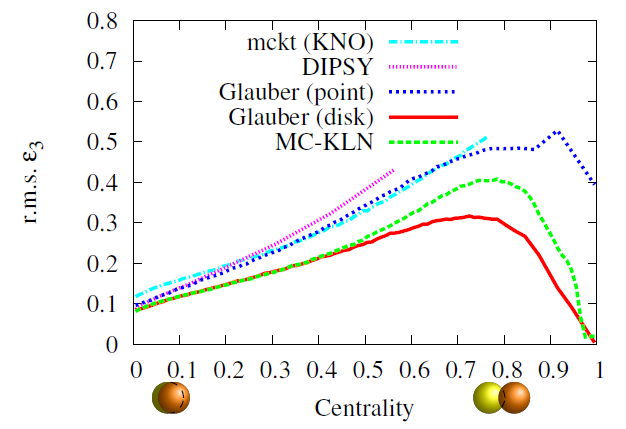 0.8
0.7
0.6
0.5
0.4
0.3
0.2
0.1
0
r.m.s. ε3
mckt (KNO)
DIPSY
Glauber (point)
Glauber (disk)
MC-KLN
0 0.1 0.2 0.3 0.4 0.5 0.6 0.7 0.8 0.9 1
Centrality